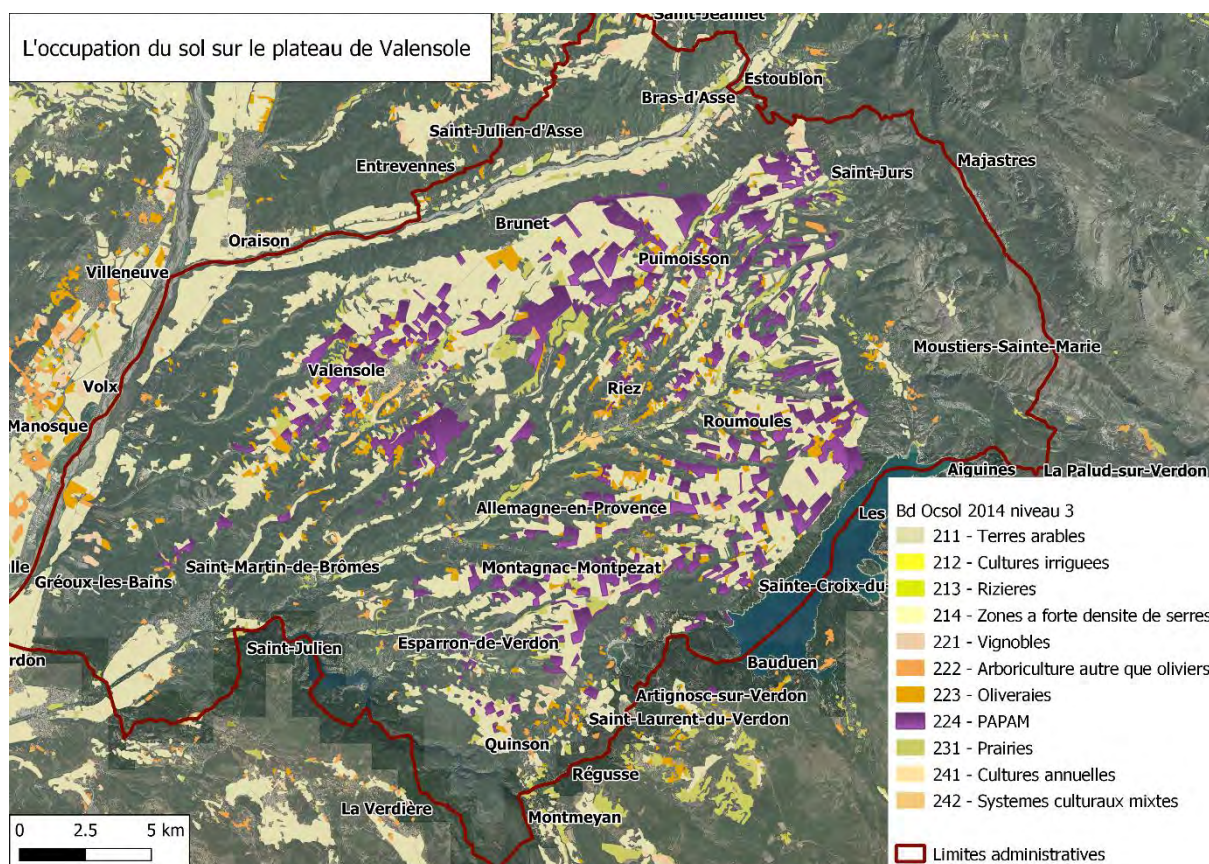 L'occupation du sol sur le plateau de Valensole
Saint-Jeannet
Estoublon
Bras-d'Asse
Saint-Julien-d'Asse
Entrevennes
Majastres
Saint-Jurs
Brunet
Oraison
Puimoisson
Villeneuve
Moustiers-Sainte-Marie
Valensole
Volx
Riez
Manosque
Roumoules
Aiguines
La Palud-sur-Verdon
Allemagne-en-Provence
Les
Montagnac-Montpezat
Saint-Martin-de-Brômes
ulle
Gréoux-les-Bains
Sainte-Croix-du-
Esparron-de-Verdon
Saint-Julien
rdon
Bauduen
Artignosc-sur-Verdon
Saint-Laurent-du-Verdon
Quinson
Régusse
La Verdière
Montmeyan
Bd Ocsol 2014 niveau 3
211 - Terres arables
212 - Cultures irriguees
213 - Rizieres
214 - Zones a forte densite de serres
221 - Vignobles
222 - Arboriculture autre que oliviers
223 - Oliveraies
224 - PAPAM
231 - Prairies
241 - Cultures annuelles
242 - Systemes culturaux mixtes
Limites administratives
0 2.5 5 km